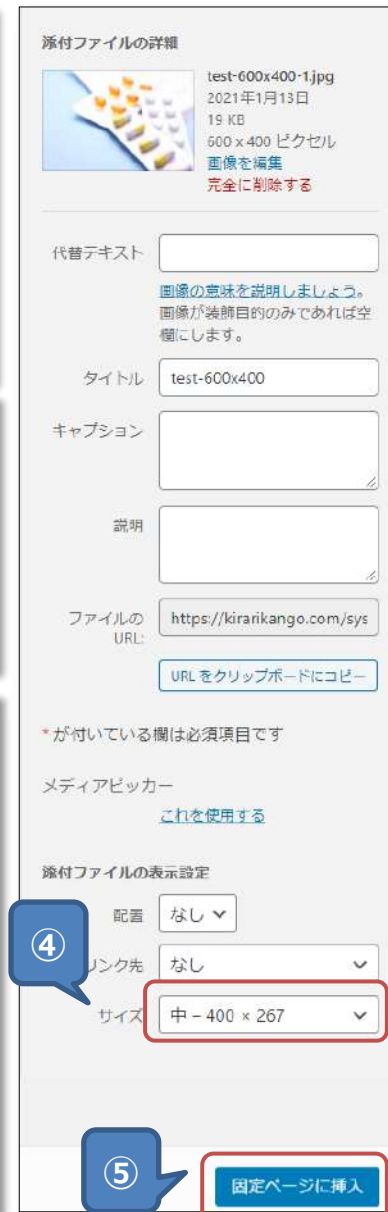 添付ファイルの詳細
test-600x400-1.jpg
2021年1月13日
19 KB
600 x 400 ピクセル
画像を編集
完全に削除する
代替テキスト
画像の意味を説明しましょう。
画像が装飾目的のみであれば空
欄にします。
タイトル test-600x400
キャプション
説明
ファイルの https://kirarikango.com/sys
URL:
URL をクリップボードにコピー
* が付いている欄は必須項目です
メディアピッカー
これを使用する
添付ファイルの表示設定
配置 なし
④
リンク先 なし
サイズ 中 – 400 × 267
⑤
固定ページに挿入